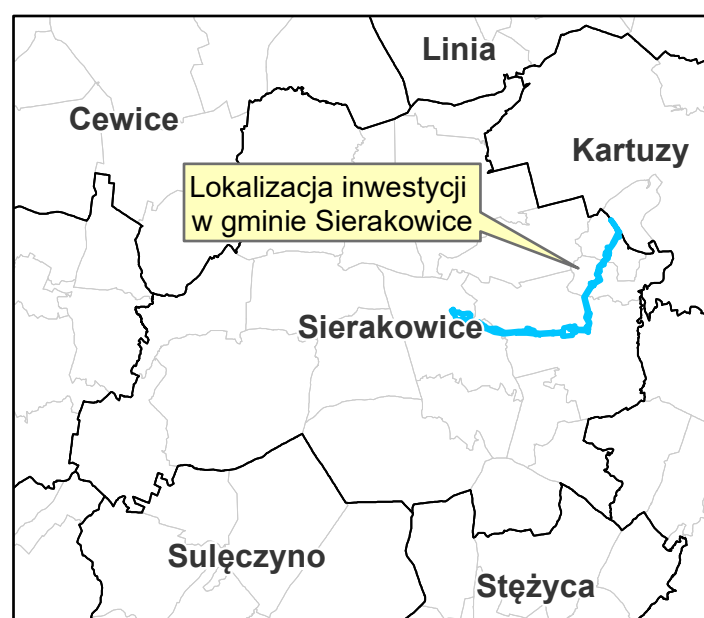 Linia
Cewice
Kartuzy
Lokalizacja inwestycji
w gminie Sierakowice
Sierakowice
Sulęczyno
Stężyca